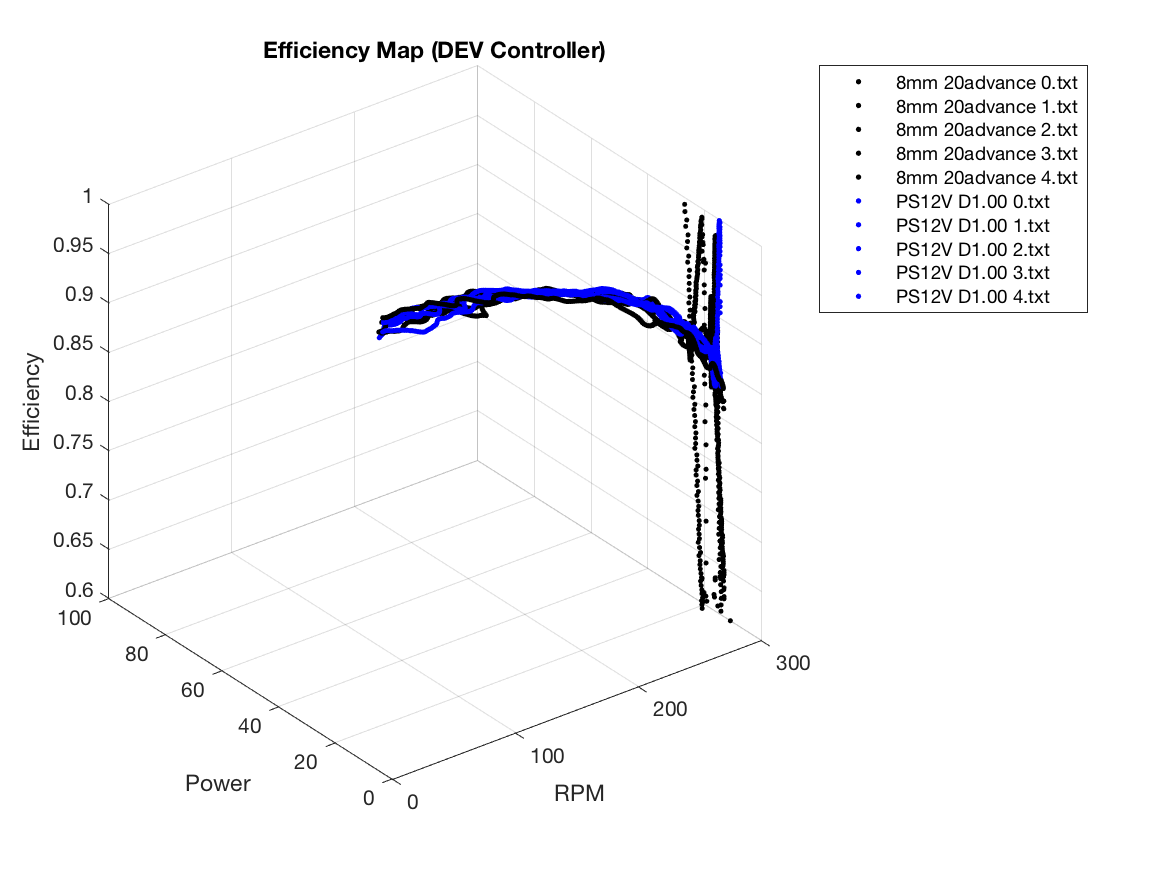 Efficiency Map (DEV Controller)
8mm 20advance 0.txt
8mm 20advance 1.txt
8mm 20advance 2.txt
8mm 20advance 3.txt
8mm 20advance 4.txt
PS12V D1.00 0.txt
PS12V D1.00 1.txt
PS12V D1.00 2.txt
PS12V D1.00 3.txt
PS12V D1.00 4.txt
1
0.95
0.9
0.85
0.8
0.75
0.7
0.65
0.6
Efficiency
100
80
60
40
20
0
Power
0
100
200
300
RPM